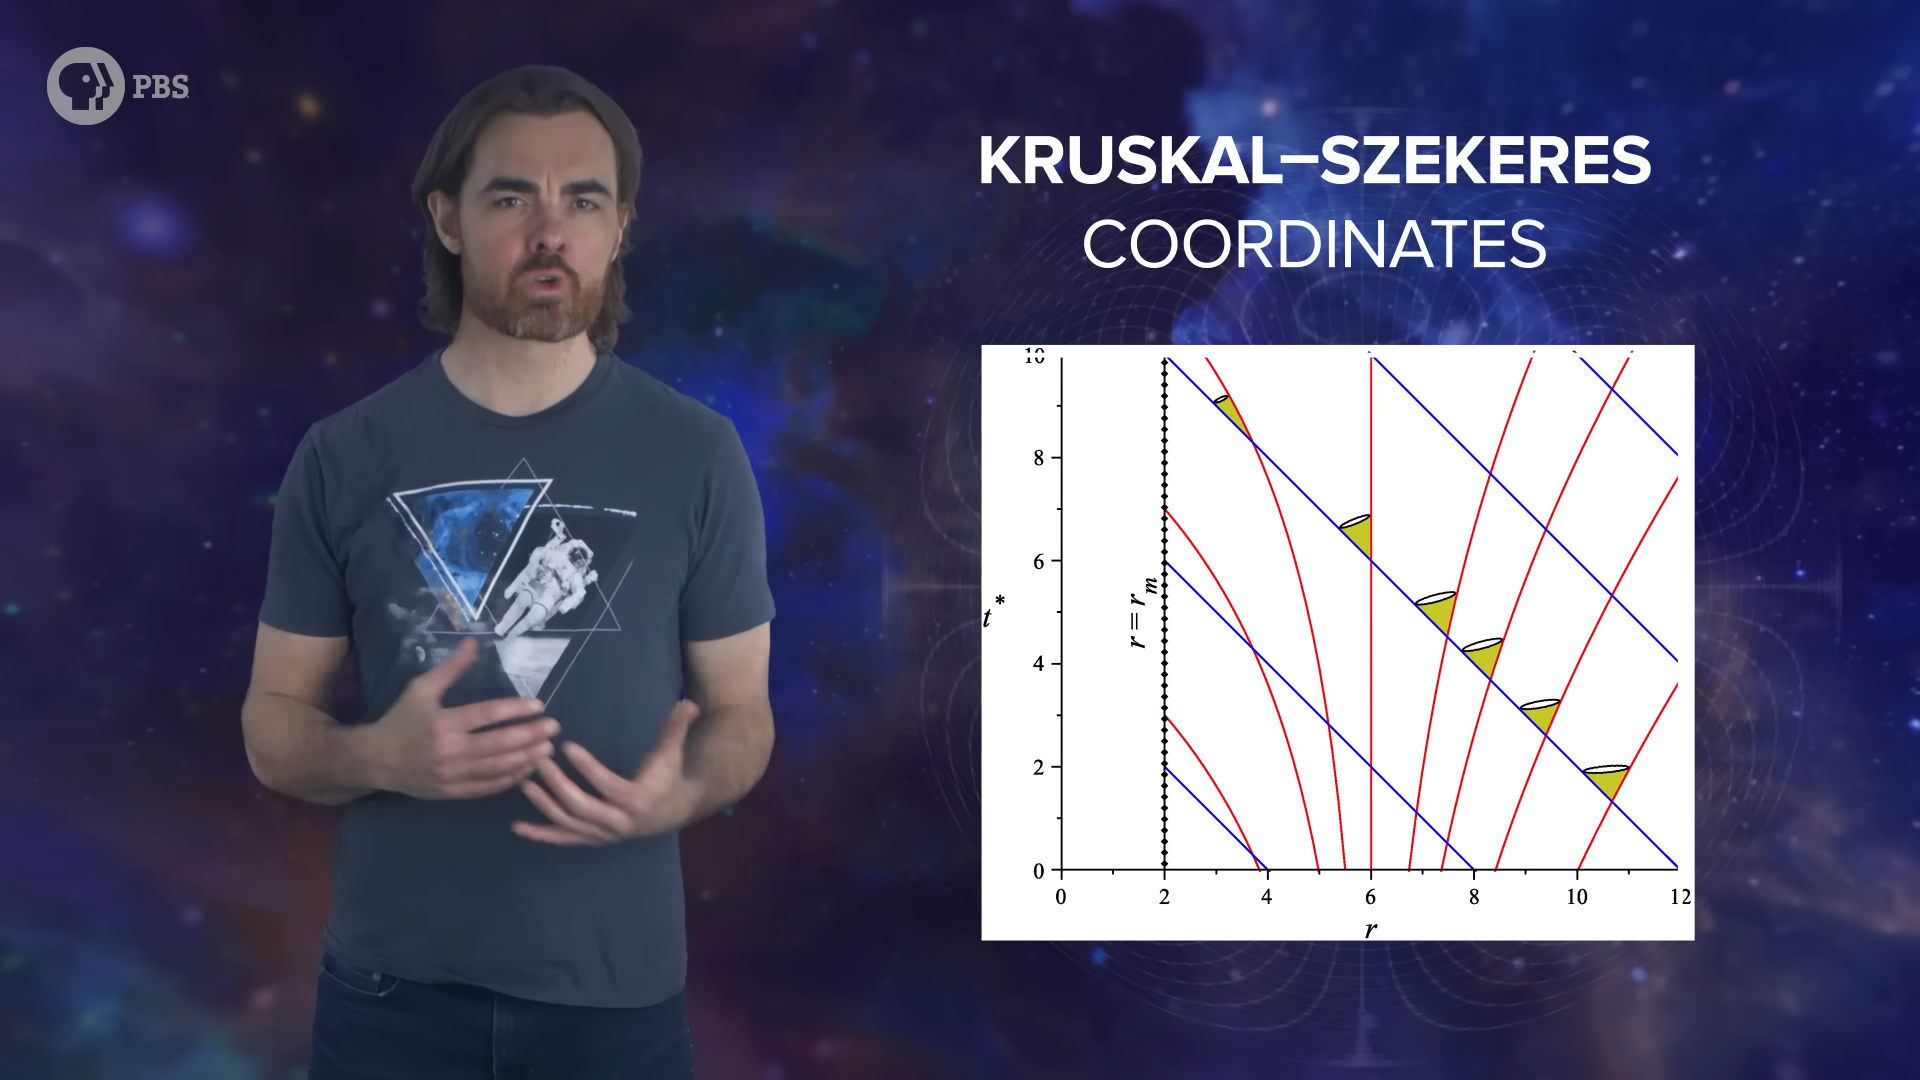 PBS
KRUSKAL–SZEKERES
COORDINATES
10
8
6
4
2
0
t*
r = r_m
0 2 4 6 8 10 12
r